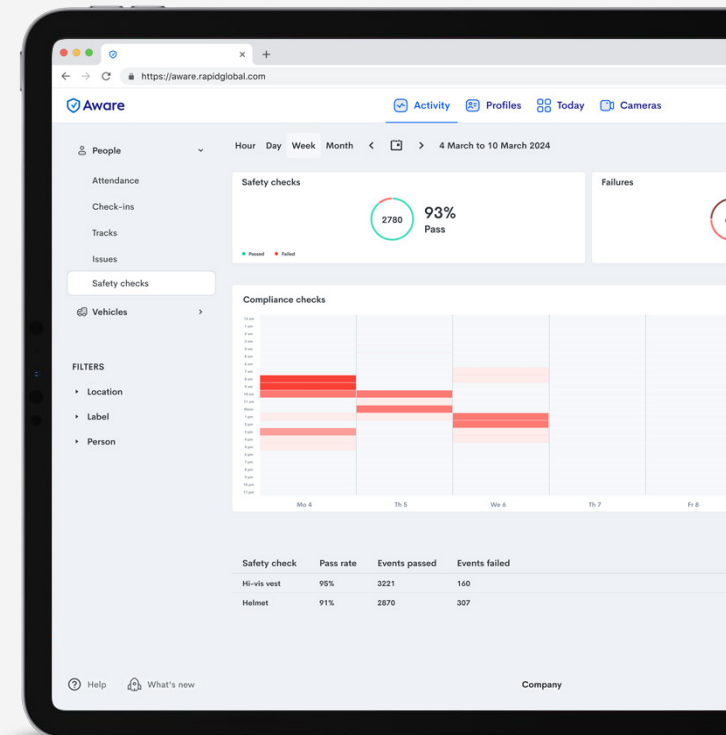 https://aware.rapidglobal.com
Aware
Activity
Profiles
Today
Cameras
People
Attendance
Check-ins
Tracks
Issues
Safety checks
Vehicles
FILTERS
Location
Label
Person
Hour Day Week Month
4 March to 10 March 2024
Safety checks
2780
93%
Pass
Passed Failed
Failures
Compliance checks
Mo 4 Th 5 We 6 Th 7 Fr 8
Safety check Pass rate Events passed Events failed
Hi-vis vest 95% 3221 160
Helmet 91% 2870 307
Help
What's new
Company